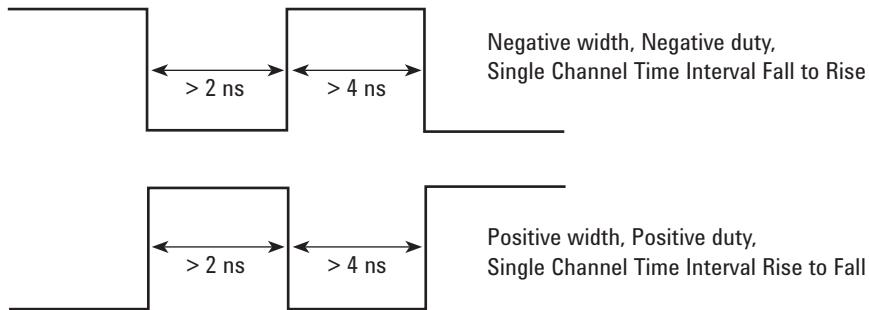 Negative width, Negative duty,
Single Channel Time Interval Fall to Rise
> 2 ns
> 4 ns
Positive width, Positive duty,
Single Channel Time Interval Rise to Fall
> 2 ns
> 4 ns